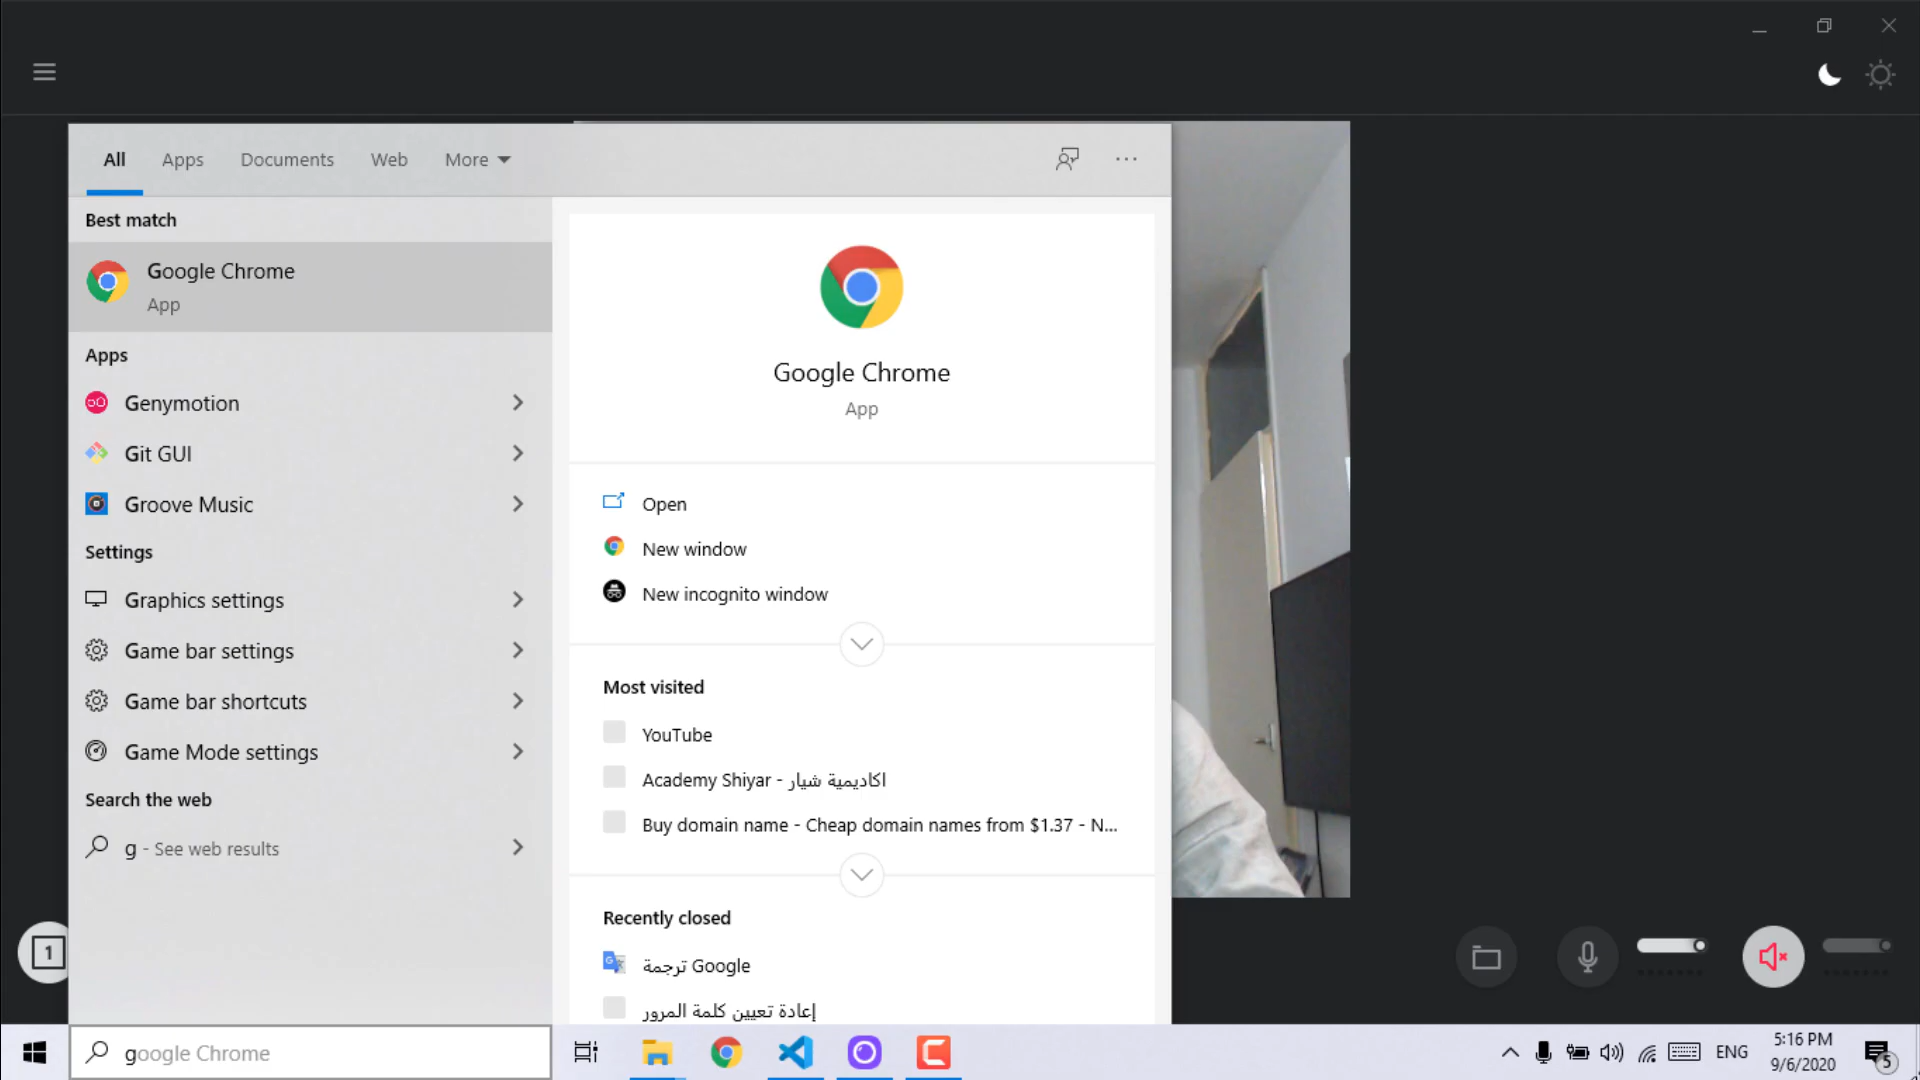 All
Apps
Documents
Web
More
Best match
Google Chrome
App
Apps
Genymotion
Git GUI
Groove Music
Settings
Graphics settings
Game bar settings
Game bar shortcuts
Game Mode settings
Search the web
g - See web results
Google Chrome
App
Open
New window
New incognito window
Most visited
YouTube
Academy Shiyar - اكاديمية شيار
Buy domain name - Cheap domain names from $1.37 - N...
Recently closed
Google ترجمة
إعادة تعيين كلمة المرور
1
google Chrome
ENG
5:16 PM
9/6/2020
5